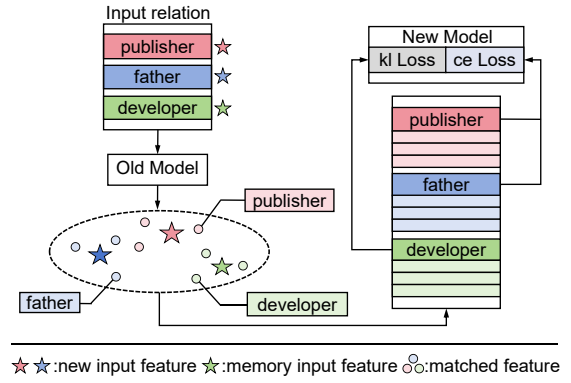 Input relation
publisher
father
developer
Old Model
publisher
father
developer
New Model
kl Loss ce Loss
publisher
father
developer
:new input feature :memory input feature :matched feature